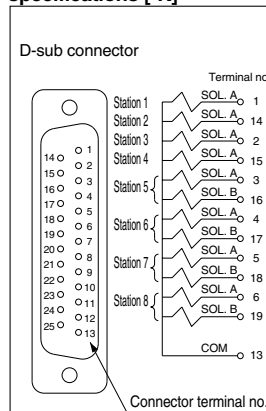 specifications
D-sub connector
Terminal no
Station 1 SOL. A 1
Station 2 SOL. A 14
Station 3 SOL. A 2
Station 4 SOL. A 15
Station 5 SOL. A 3
SOL. B 16
Station 6 SOL. A 4
SOL. B 17
Station 7 SOL. A 5
SOL. B 18
Station 8 SOL. A 6
SOL. B 19
COM 13
1
14
2
15
3
16
4
17
5
18
6
19
7
20
8
21
9
22
10
23
11
24
12
25
13
Connector terminal no.